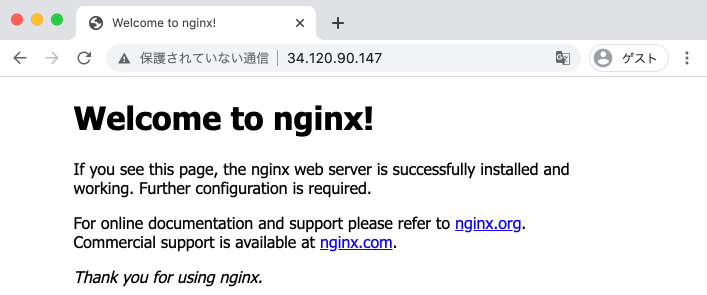 Welcome to nginx!
保護されていない通信 34.120.90.147 ゲスト
Welcome to nginx!
If you see this page, the nginx web server is successfully installed and
working. Further configuration is required.
For online documentation and support please refer to nginx.org.
Commercial support is available at nginx.com.
Thank you for using nginx.